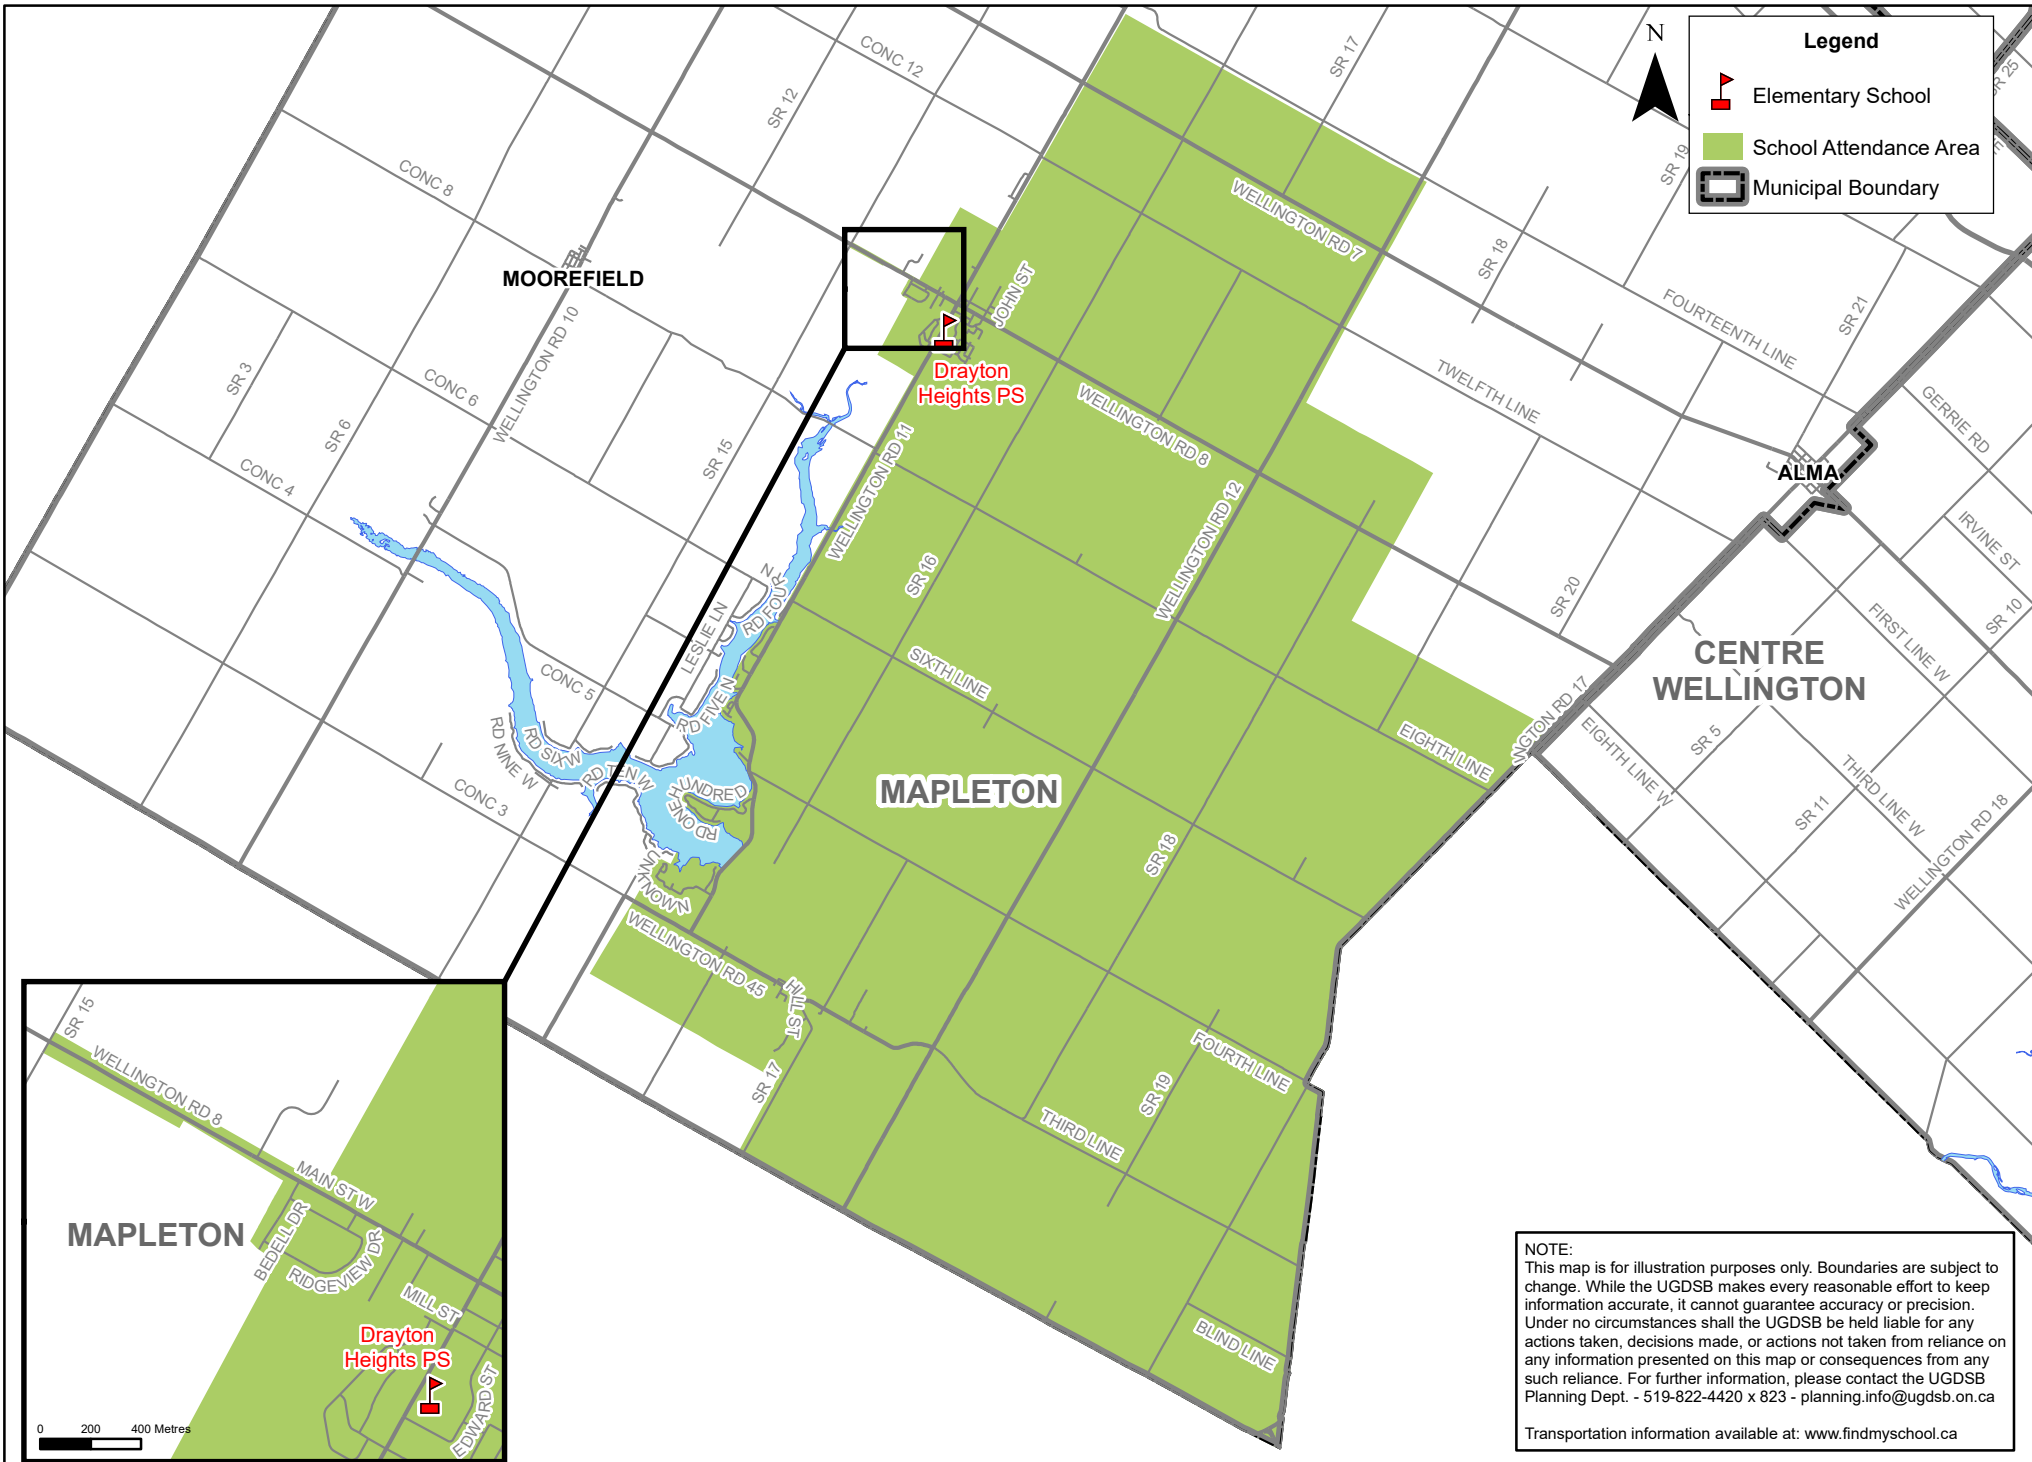 CONC 12
SR 17
N
Legend
Elementary School
School Attendance Area
Municipal Boundary
SR 25
SR 12
SR 19
CONC 8
WELLINGTON RD 7
SR 18
MOOREFIELD
JOHN ST
FOURTEENTH LINE
SR 21
SR 3
WELLINGTON RD 10
CONC 6
Drayton
Heights PS
WELLINGTON RD 8
TWELFTH LINE
GERRIE RD
SR 6
SR 15
CONC 4
WELLINGTON RD 11
ALMA
WELLINGTON RD 12
IRVINE ST
SR 16
SR 20
SR 10
FIRST LINE W
LESLIE LN
RD FOUR N
CENTRE
WELLINGTON
SIXTH LINE
CONC 5
RD FIVE N
INGTON RD 17
EIGHTH LINE
EIGHTH LINE W
SR 5
RD NINE W
RD SIX W
RD TEN W
RD ONE HUNDRED
MAPLETON
CONC 3
THIRD LINE W
SR 11
WELLINGTON RD 18
UNKNOWN
SR 18
WELLINGTON RD 45
HILL ST
SR 17
FOURTH LINE
SR 19
THIRD LINE
BLIND LINE
SR 15
WELLINGTON RD 8
MAIN ST W
MAPLETON
BEDELL DR
RIDGEVIEW DR
MILL ST
Drayton
Heights PS
EDWARD ST
0 200 400 Metres
NOTE:
This map is for illustration purposes only. Boundaries are subject to
change. While the UGDSB makes every reasonable effort to keep
information accurate, it cannot guarantee accuracy or precision.
Under no circumstances shall the UGDSB be held liable for any
actions taken, decisions made, or actions not taken from reliance on
any information presented on this map or consequences from any
such reliance. For further information, please contact the UGDSB
Planning Dept. - 519-822-4420 x 823 - planning.info@ugdsb.on.ca
Transportation information available at: www.findmyschool.ca